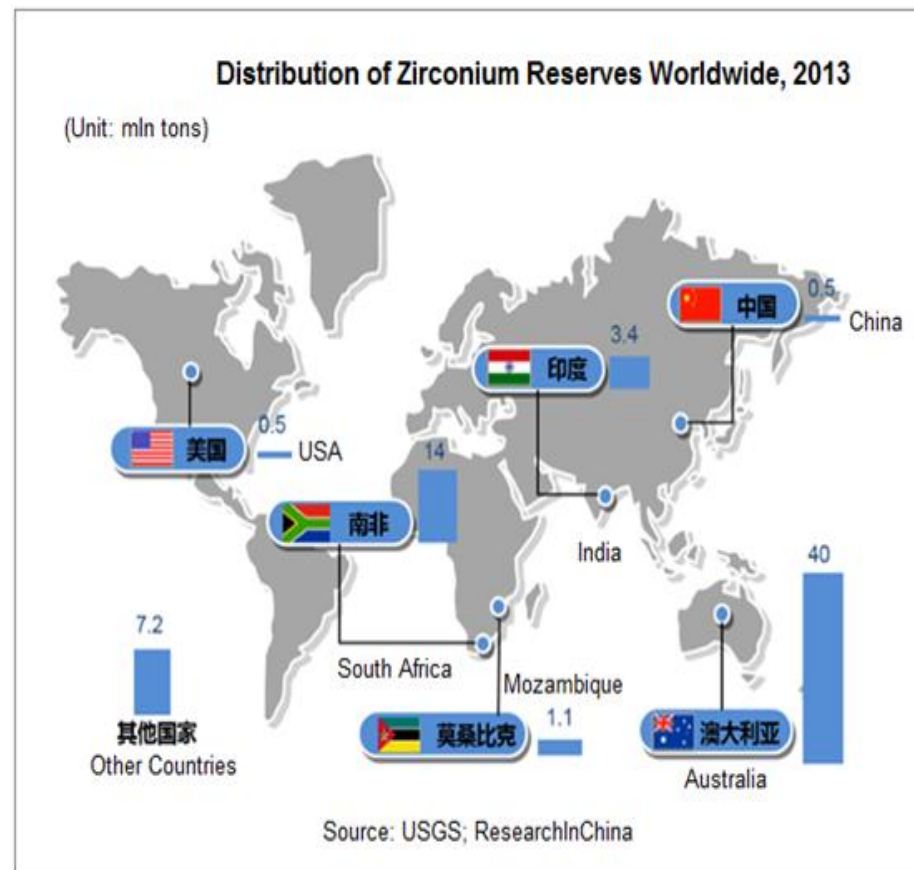 Distribution of Zirconium Reserves Worldwide, 2013
(Unit: mln tons)
中国
0.5
China
印度
3.4
India
美国
0.5
USA
南非
14
South Africa
莫桑比克
1.1
Mozambique
澳大利亚
40
Australia
7.2
其他国家
Other Countries
Source: USGS; ResearchInChina